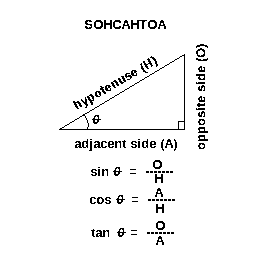 SOHCAHTOA
hypotenuse (H)
opposite side (O)
θ
adjacent side (A)
sin θ = O/H
cos θ = A/H
tan θ = O/A